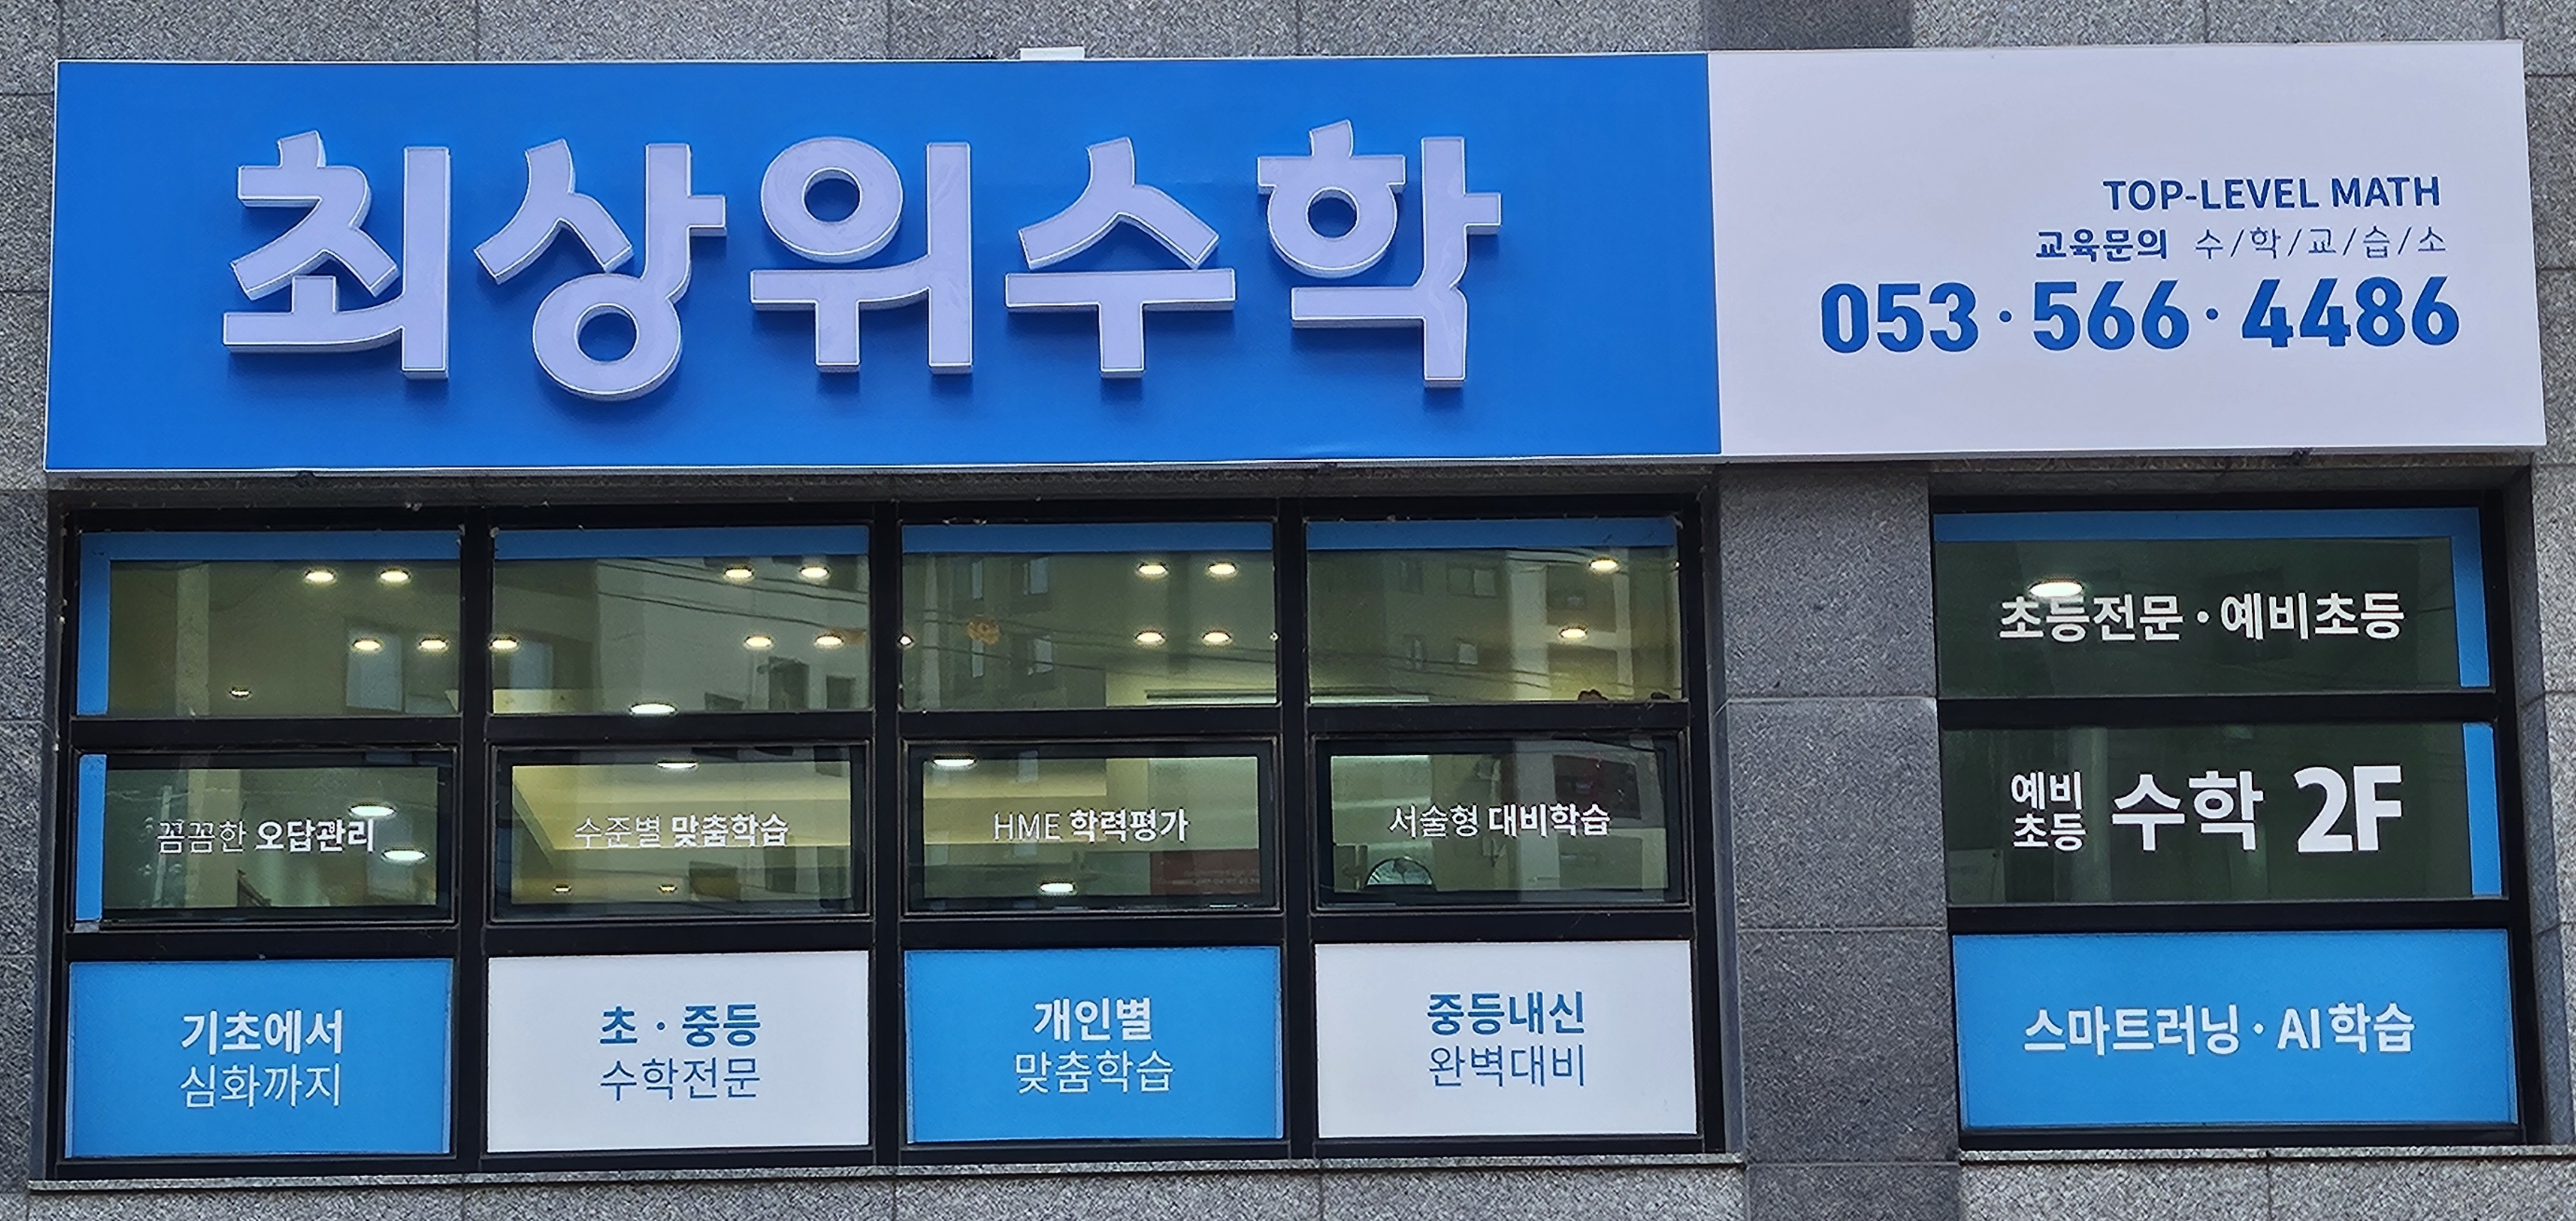 최상위수학
TOP-LEVEL MATH
교육문의 수/학/교/습/소
053·566·4486
초등전문·예비초등
꼼꼼한 오답관리
수준별 맞춤학습
HME 학력평가
서술형 대비학습
예비
초등
수학 2F
기초에서
심화까지
초·중등
수학전문
개인별
맞춤학습
중등내신
완벽대비
스마트러닝·AI학습